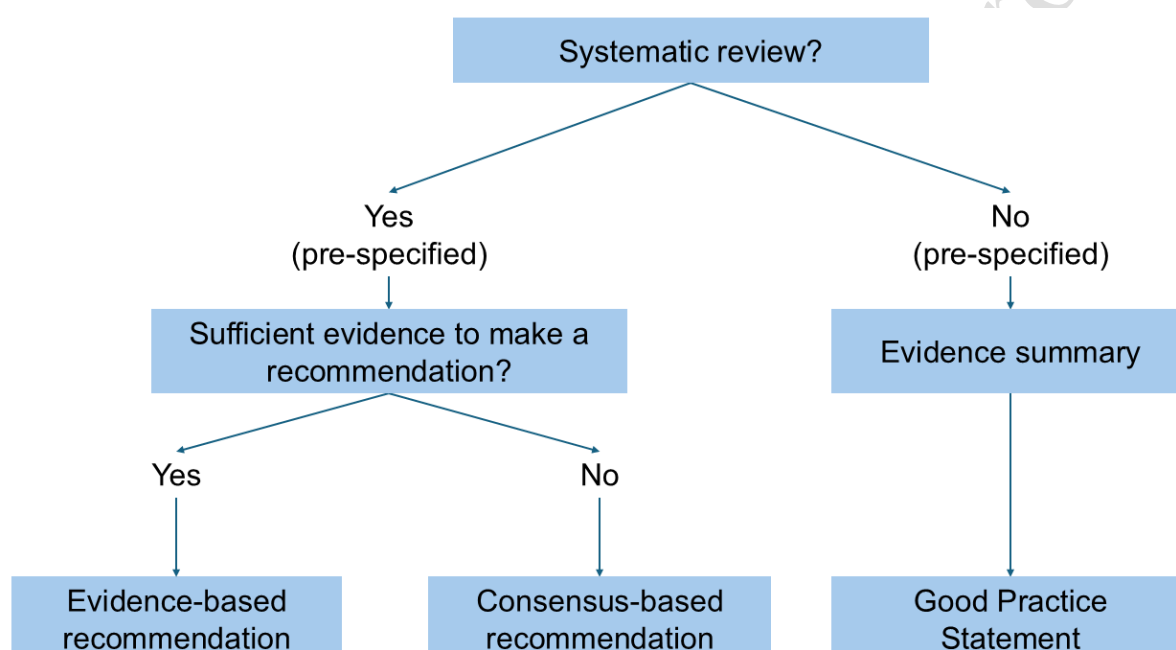 Systematic review?
Yes
(pre-specified)
No
(pre-specified)
Sufficient evidence to make a
recommendation?
Evidence summary
Yes
No
Evidence-based
recommendation
Consensus-based
recommendation
Good Practice
Statement